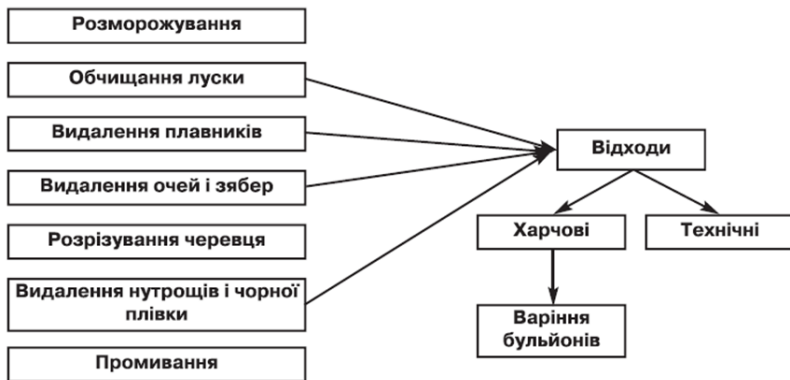 Розморожування
Обчищання луски
Видалення плавників
Видалення очей і зябер
Розрізування черевця
Видалення нутрощів і чорної
плівки
Промивання
Відходи
Харчові
Технічні
Варіння
бульйонів